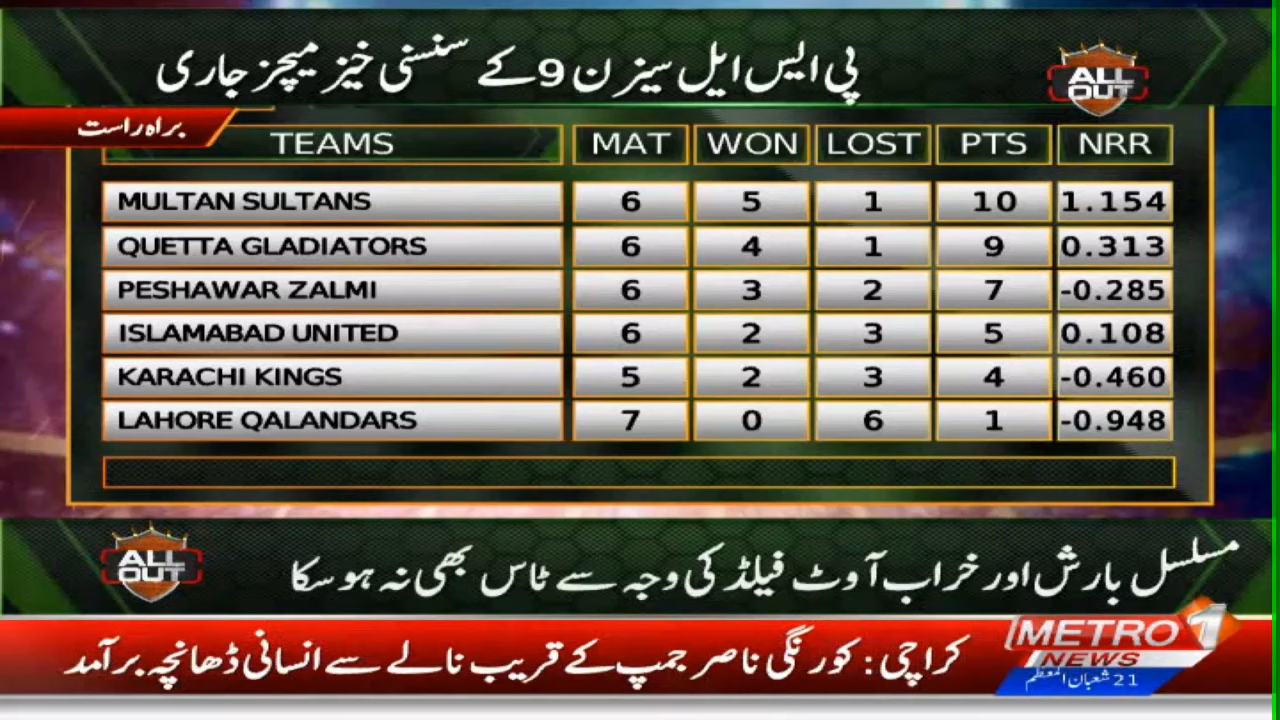 پی ایس ایل سیزن 9 کے سنسنی خیز میچز جاری
ALL OUT
براہ راست
TEAMS MAT WON LOST PTS NRR
MULTAN SULTANS 6 5 1 10 1.154
QUETTA GLADIATORS 6 4 1 9 0.313
PESHAWAR ZALMI 6 3 2 7 -0.285
ISLAMABAD UNITED 6 2 3 5 0.108
KARACHI KINGS 5 2 3 4 -0.460
LAHORE QALANDARS 7 0 6 1 -0.948
مسلسل بارش اور خراب آوٹ فیلڈ کی وجہ سے ٹاس بھی نہ ہو سکا
ALL OUT
کراچی : کورنگی ناصر جمپ کے قریب نالے سے انسانی ڈھانچہ برآمد
METRO 1 NEWS
21 شعبان المعظم